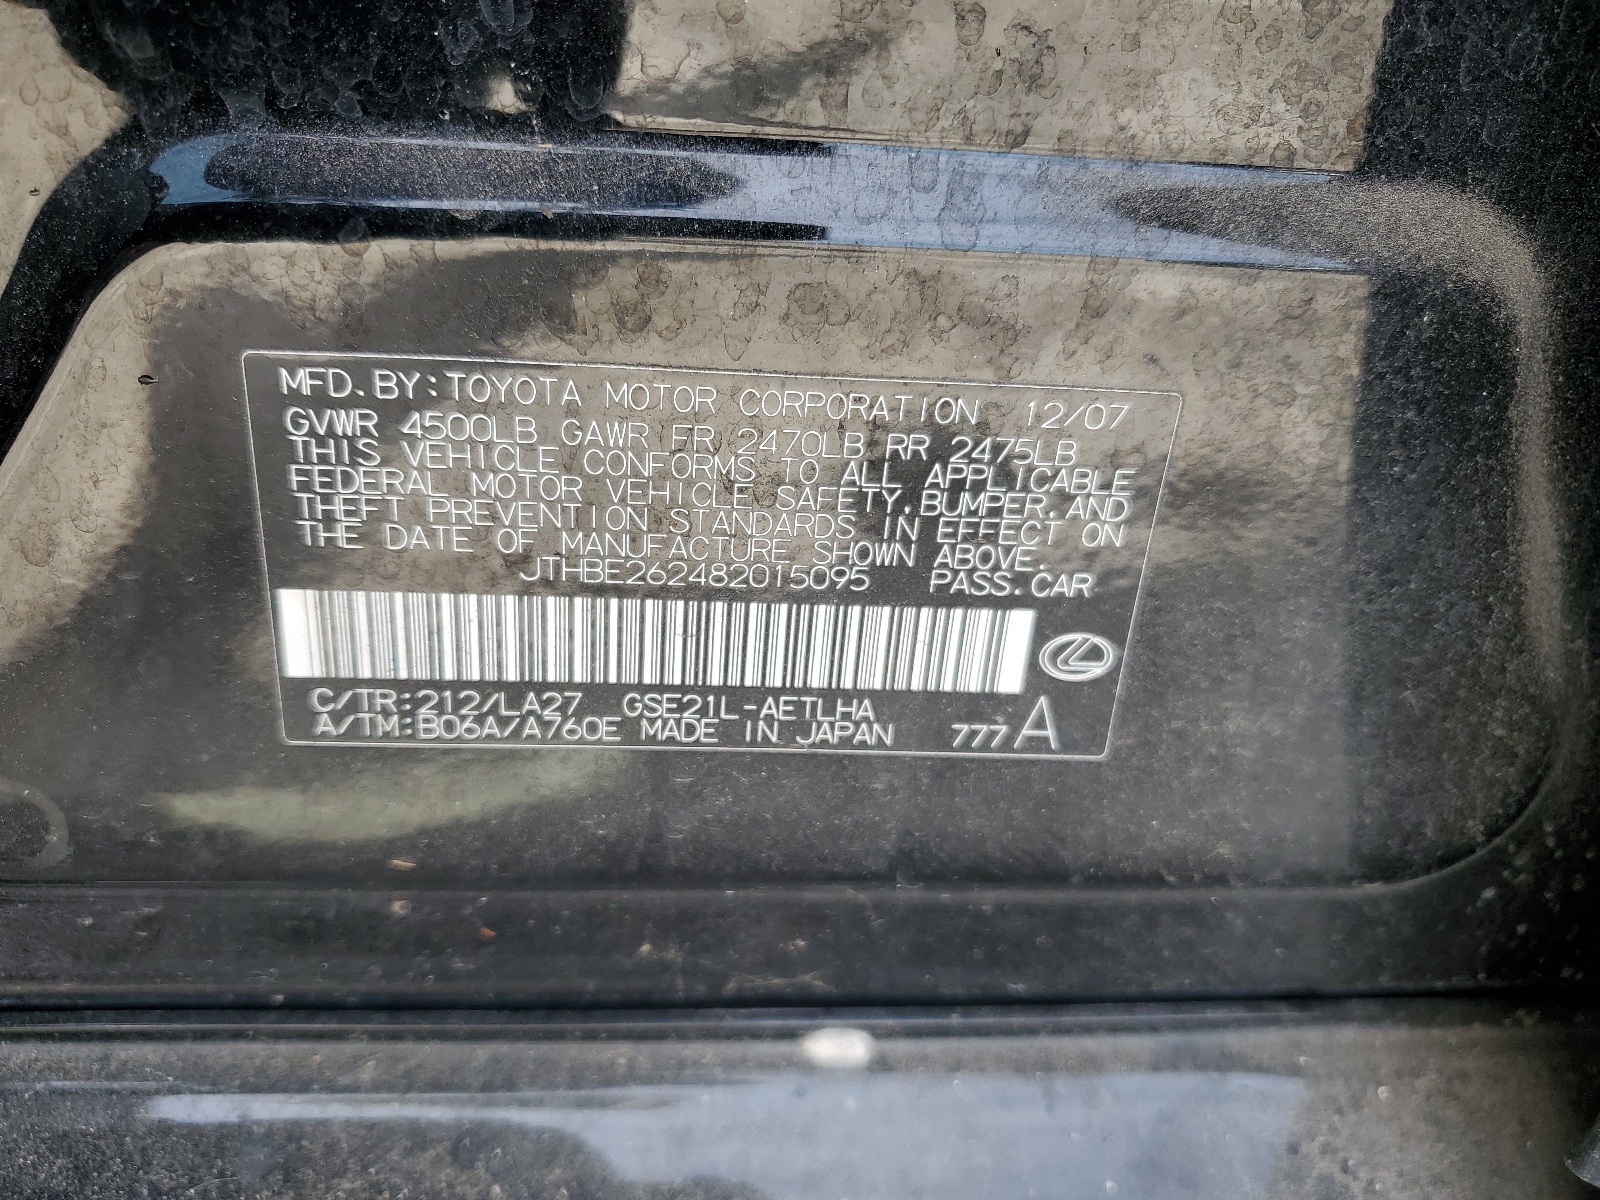 MFD. BY: TOYOTA MOTOR CORPORATION 12/07
GVWR 4500LB GAWR FR 2470LB RR 2475LB
THIS VEHICLE CONFORMS TO ALL APPLICABLE
FEDERAL MOTOR VEHICLE SAFETY, BUMPER, AND
THEFT PREVENTION STANDARDS IN EFFECT ON
THE DATE OF MANUFACTURE SHOWN ABOVE.
JTHBE262482015095 PASS. CAR
C/TR: 212/LA27 GSE21L-AETLHA
A/TM: B06A/A760E MADE IN JAPAN 777 A